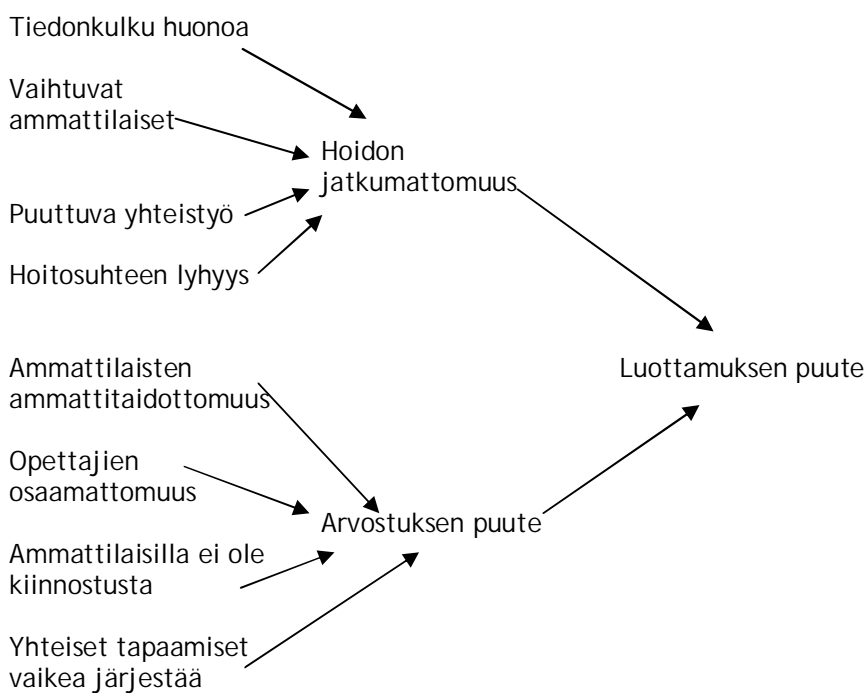 Tiedonkulku huonoa
Vaihtuvat
ammattilaiset
Hoidon
jatkumattomuus
Puuttuva yhteistyö
Hoitosuhteen lyhyys
Ammattilaisten
ammattitaidottomuus
Luottamuksen puute
Opettajien
osaamattomuus
Arvostuksen puute
Ammattilaisilla ei ole
kiinnostusta
Yhteiset tapaamiset
vaikea järjestää